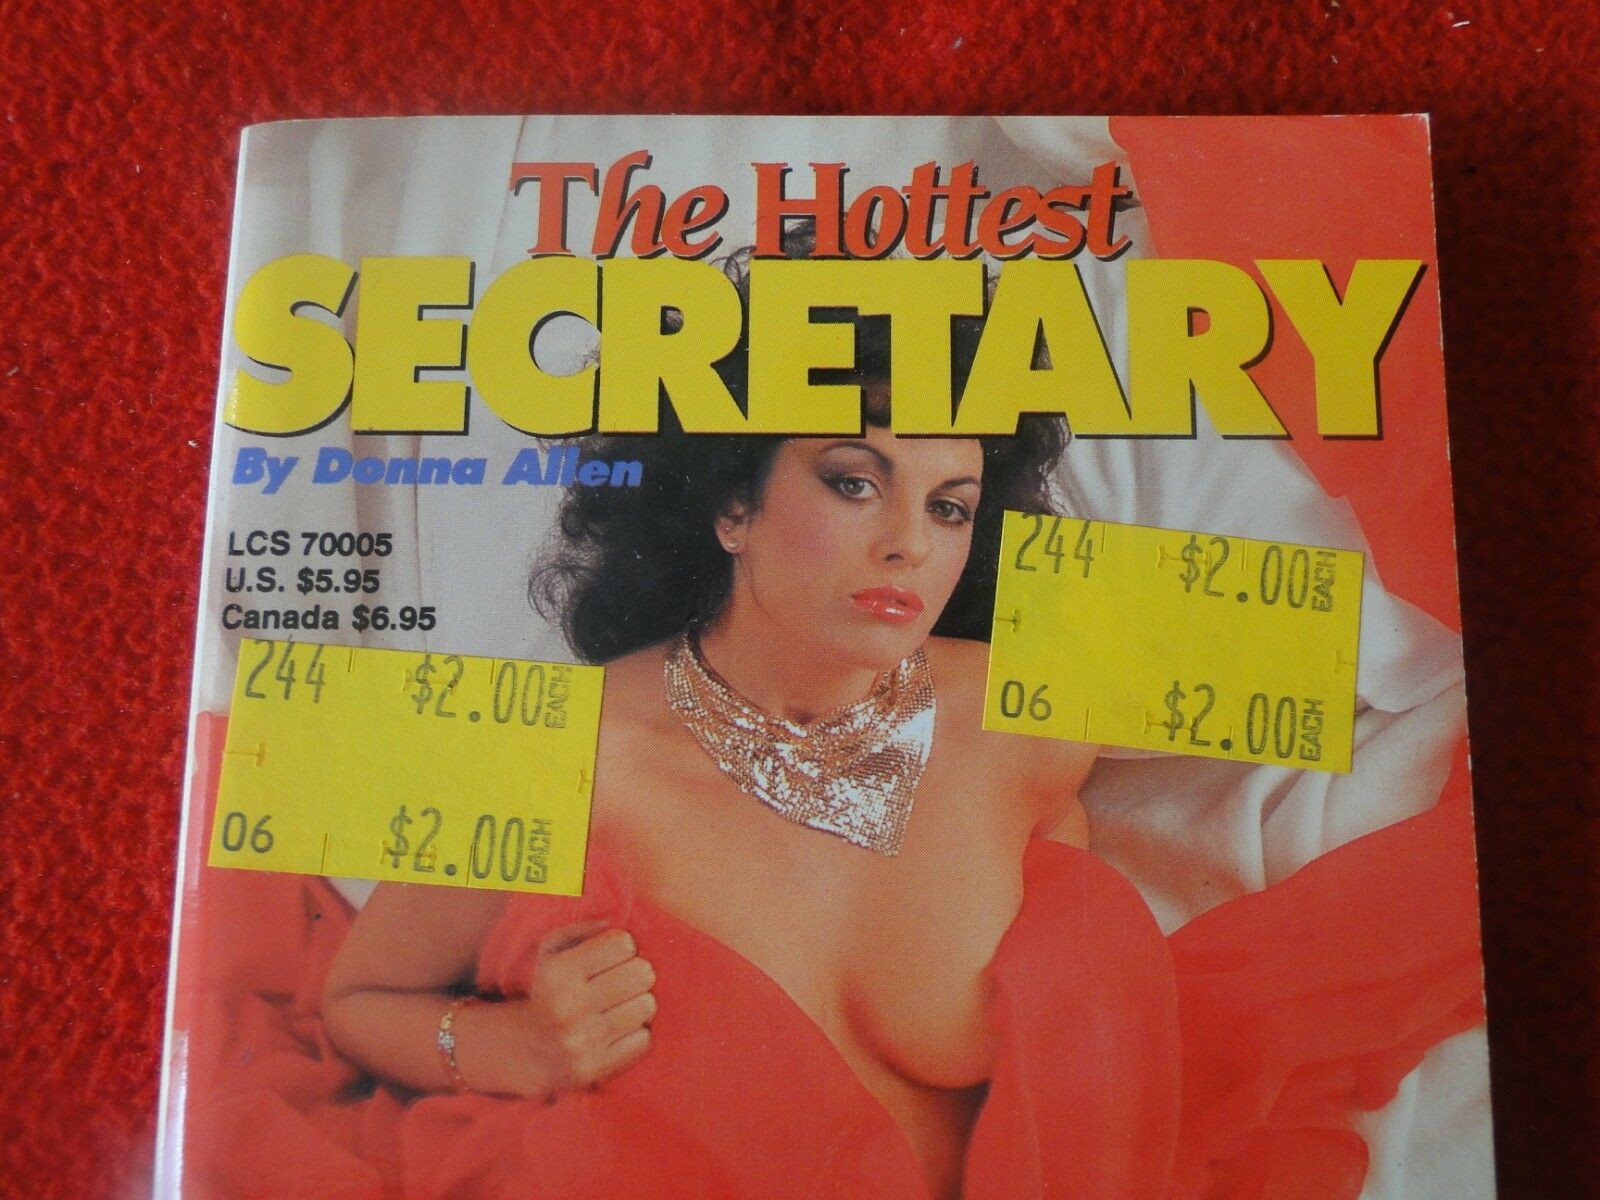 The Hottest
SECRETARY
By Donna Allen
LCS 70005
U.S. $5.95
Canada $6.95
244 $2.00 EACH
06 $2.00 EACH
244 $2.00 EACH
06 $2.00 EACH